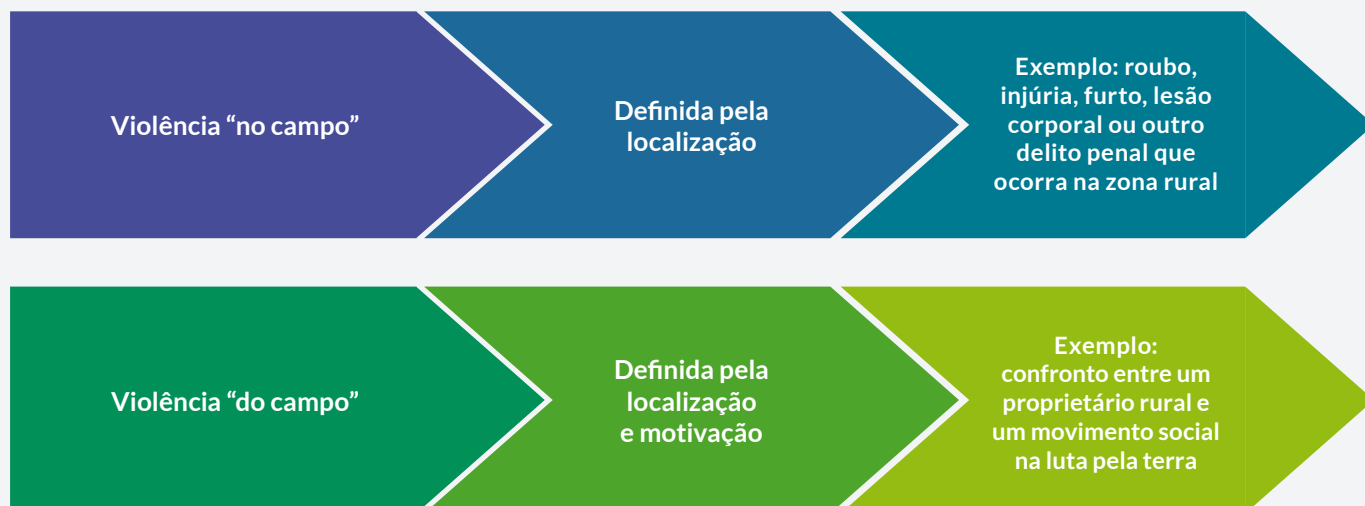 Violência “no campo”
Definida pela
localização
Exemplo: roubo,
injúria, furto, lesão
corporal ou outro
delito penal que
ocorra na zona rural
Violência “do campo”
Definida pela
localização
e motivação
Exemplo:
confronto entre um
proprietário rural e
um movimento social
na luta pela terra